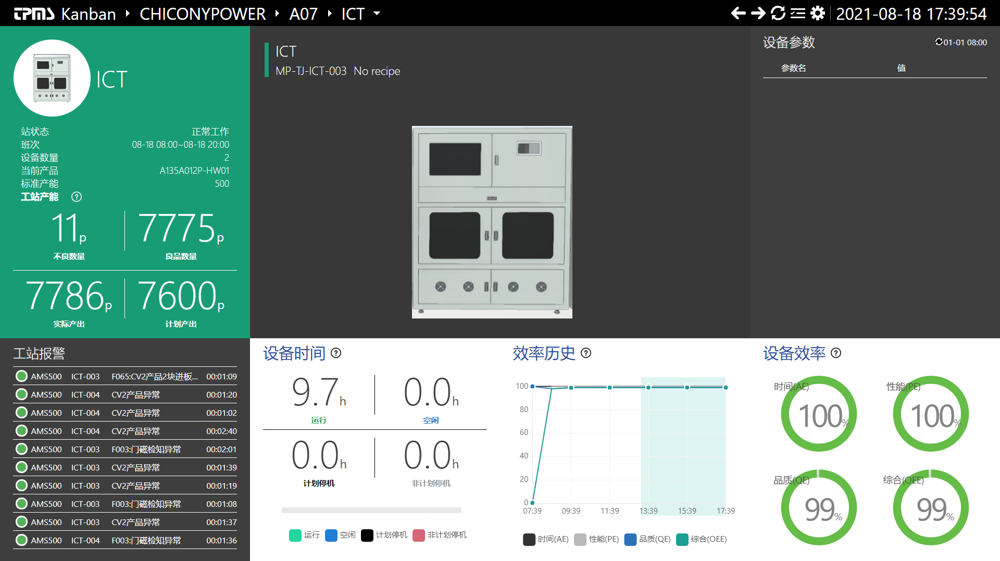 TPMS Kanban CHICONYPOWER A07 ICT 2021-08-18 17:39:54
ICT
站状态 正常工作
班次 08-18 08:00~08-18 20:00
设备数量 2
当前产品 A135A012P-HW01
标准产能 500
工站产能 ?
11p 7775p
不良数量 良品数量
7786p 7600p
实际产出 计划产出
ICT
MP-TJ-ICT-003 No recipe
设备参数 01-01 08:00
参数名 值
工站报警
AMS500 ICT-003 F065:CV2产品2块进板... 00:01:09
AMS500 ICT-004 CV2产品异常 00:01:20
AMS500 ICT-004 CV2产品异常 00:01:02
AMS500 ICT-004 CV2产品异常 00:02:40
AMS500 ICT-003 F003:门磁检知异常 00:02:01
AMS500 ICT-003 CV2产品异常 00:01:39
AMS500 ICT-003 CV2产品异常 00:01:19
AMS500 ICT-003 F003:门磁检知异常 00:01:08
AMS500 ICT-003 CV2产品异常 00:01:37
AMS500 ICT-004 F003:门磁检知异常 00:01:36
设备时间 ?
9.7h 0.0h
运行 空闲
0.0h 0.0h
计划停机 非计划停机
运行 空闲 计划停机 非计划停机
效率历史 ?
100
80
60
40
20
0
07:39 09:39 11:39 13:39 15:39 17:39
时间(AE) 性能(PE) 品质(QE) 综合(OEE)
设备效率 ?
时间(AE) 性能(PE)
100% 100%
品质(QE) 综合(OEE)
99% 99%